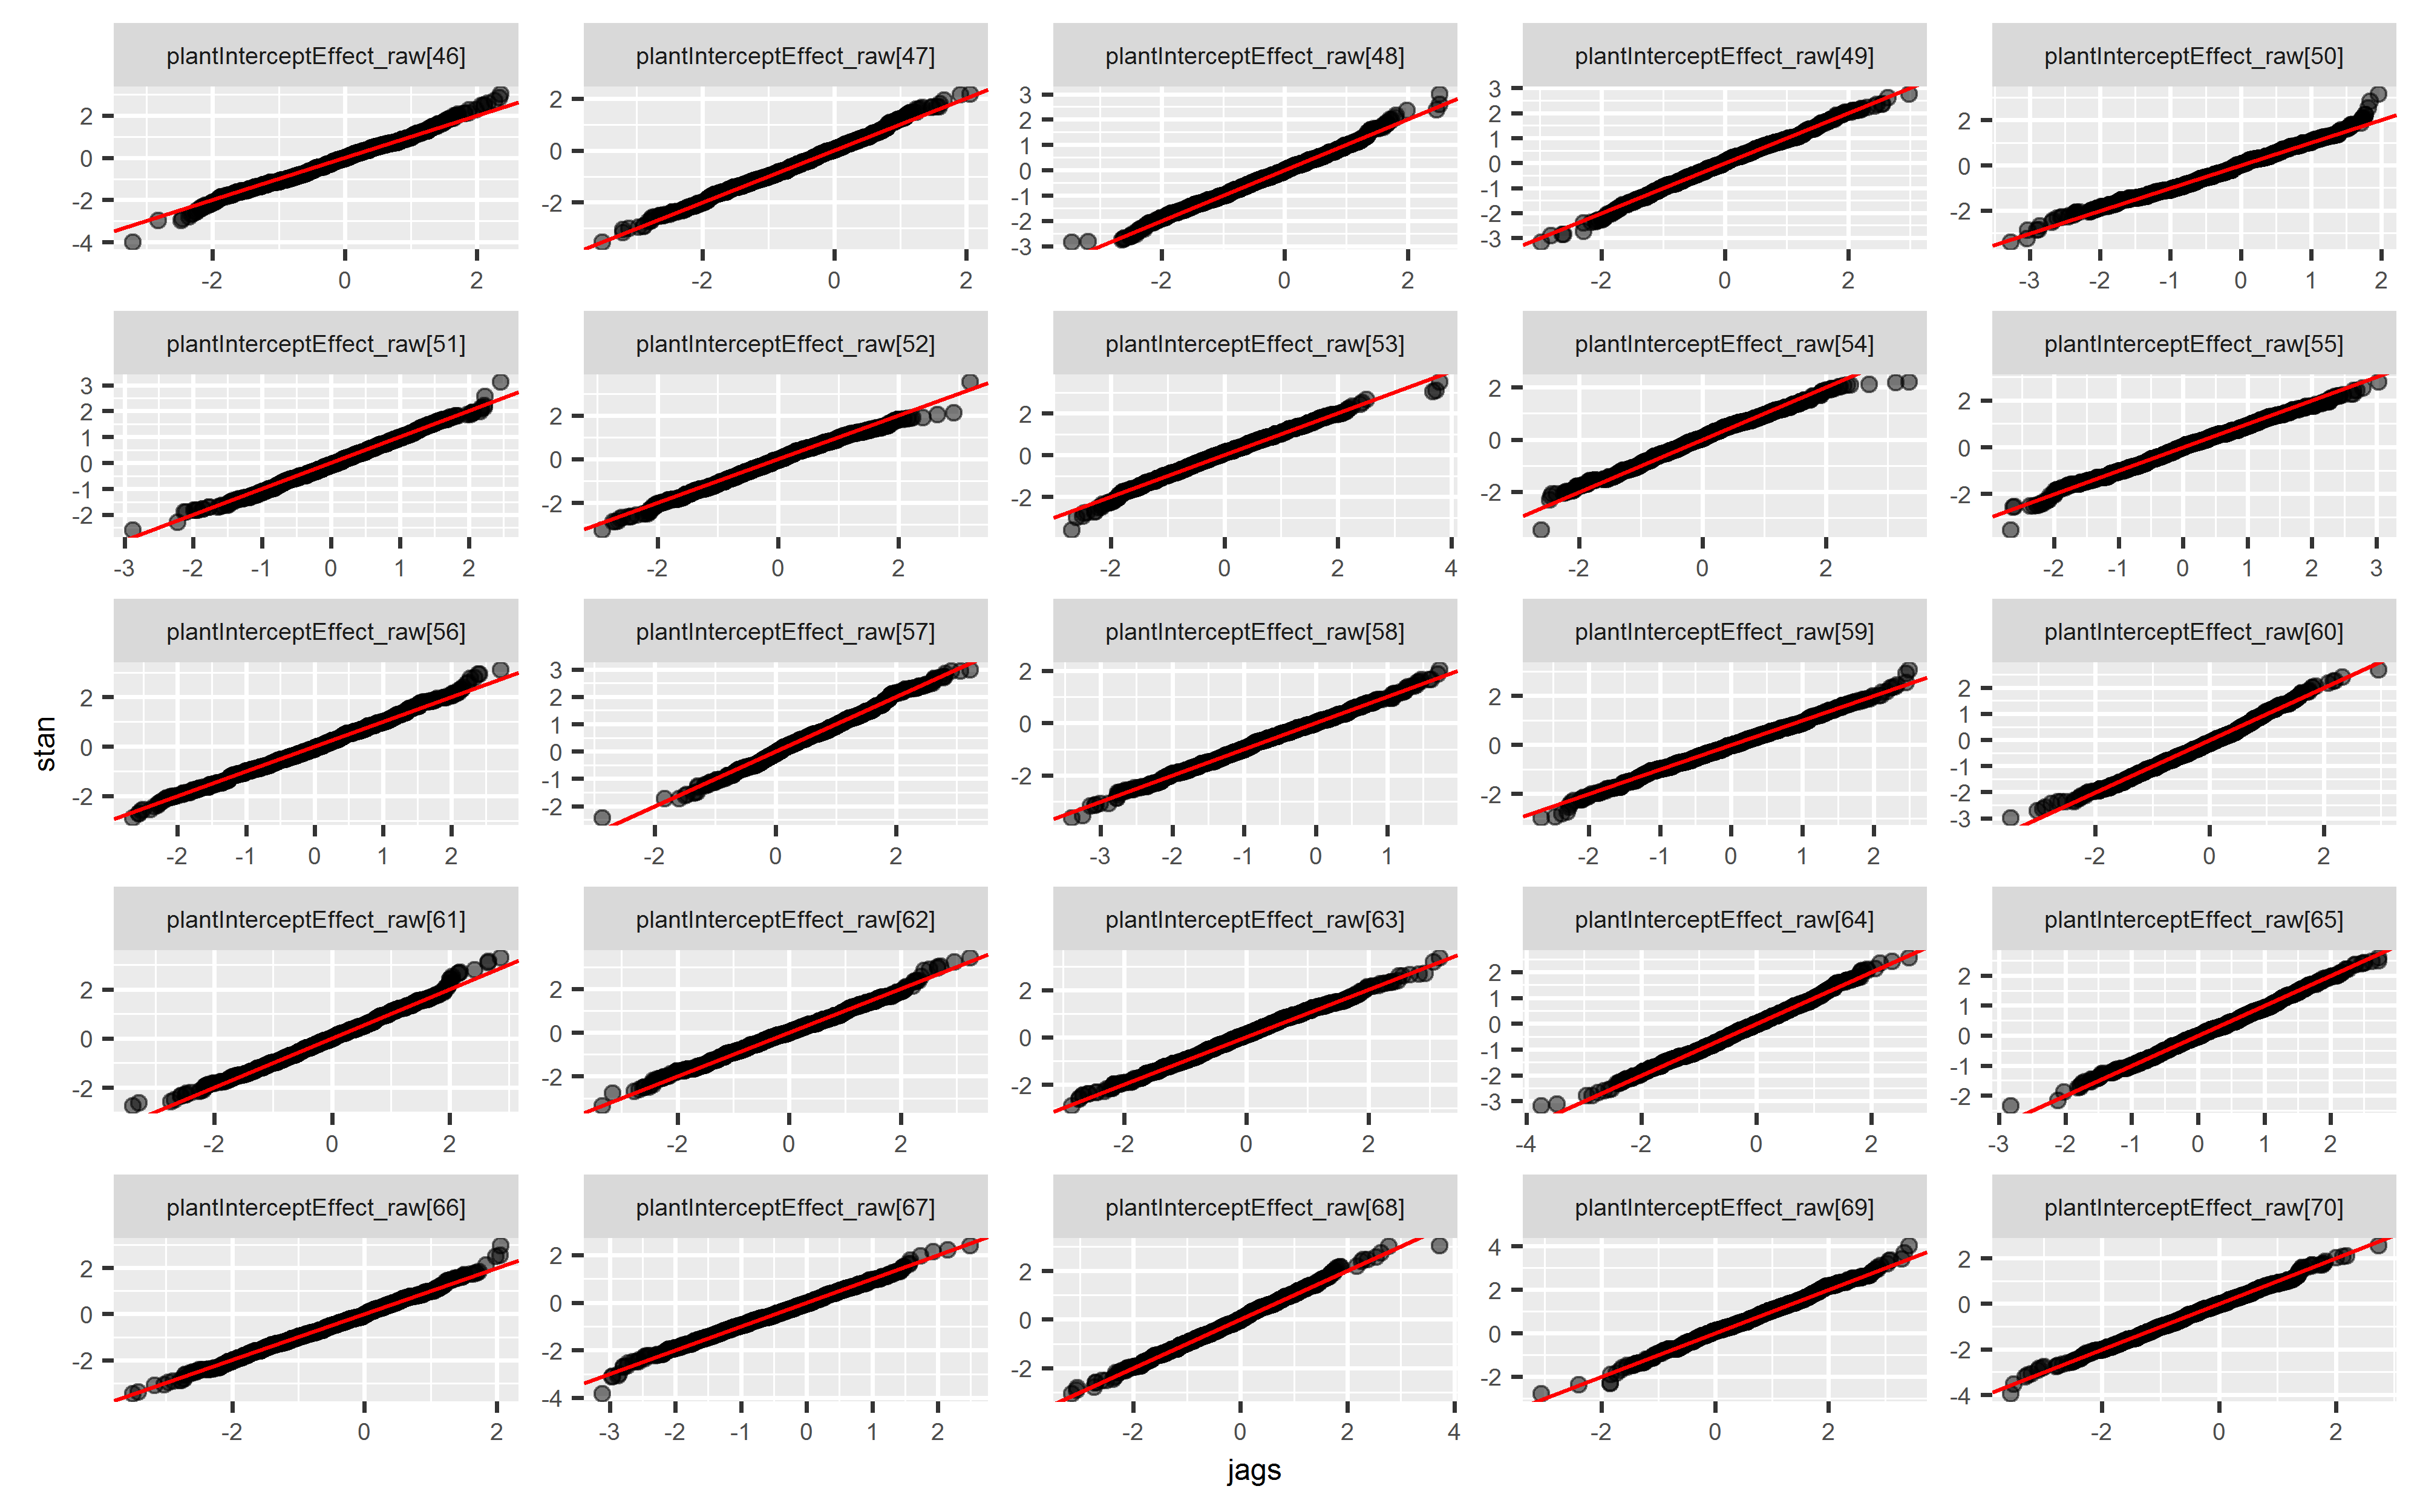 plantInterceptEffect_raw[46] plantInterceptEffect_raw[47] plantInterceptEffect_raw[48] plantInterceptEffect_raw[49] plantInterceptEffect_raw[50]
2 0 -2 -4
2 0 -2
3 2 1 0 -1 -2 -3
3 2 1 0 -1 -2 -3
2 0 -2
-2 0 2
-2 0 2
-2 0 2
-2 0 2
-3 -2 -1 0 1 2
plantInterceptEffect_raw[51] plantInterceptEffect_raw[52] plantInterceptEffect_raw[53] plantInterceptEffect_raw[54] plantInterceptEffect_raw[55]
3 2 1 0 -1 -2
2 0 -2
2 0 -2
2 0 -2
2 0 -2
-3 -2 -1 0 1 2
-2 0 2
-2 0 2 4
-2 0 2
-2 -1 0 1 2 3
plantInterceptEffect_raw[56] plantInterceptEffect_raw[57] plantInterceptEffect_raw[58] plantInterceptEffect_raw[59] plantInterceptEffect_raw[60]
stan
2 0 -2
3 2 1 0 -1 -2
2 0 -2
2 0 -2
2 1 0 -1 -2 -3
-2 -1 0 1 2
-2 0 2
-3 -2 -1 0 1
-2 -1 0 1 2
-2 0 2
plantInterceptEffect_raw[61] plantInterceptEffect_raw[62] plantInterceptEffect_raw[63] plantInterceptEffect_raw[64] plantInterceptEffect_raw[65]
2 0 -2
2 0 -2
2 0 -2
2 1 0 -1 -2 -3
2 1 0 -1 -2
-2 0 2
-2 0 2
-2 0 2
-4 -2 0 2
-3 -2 -1 0 1 2
plantInterceptEffect_raw[66] plantInterceptEffect_raw[67] plantInterceptEffect_raw[68] plantInterceptEffect_raw[69] plantInterceptEffect_raw[70]
2 0 -2
2 0 -2 -4
2 0 -2
4 2 0 -2
2 0 -2 -4
-2 0 2
-3 -2 -1 0 1 2
-2 0 2 4
-2 0 2
-2 0 2
jags